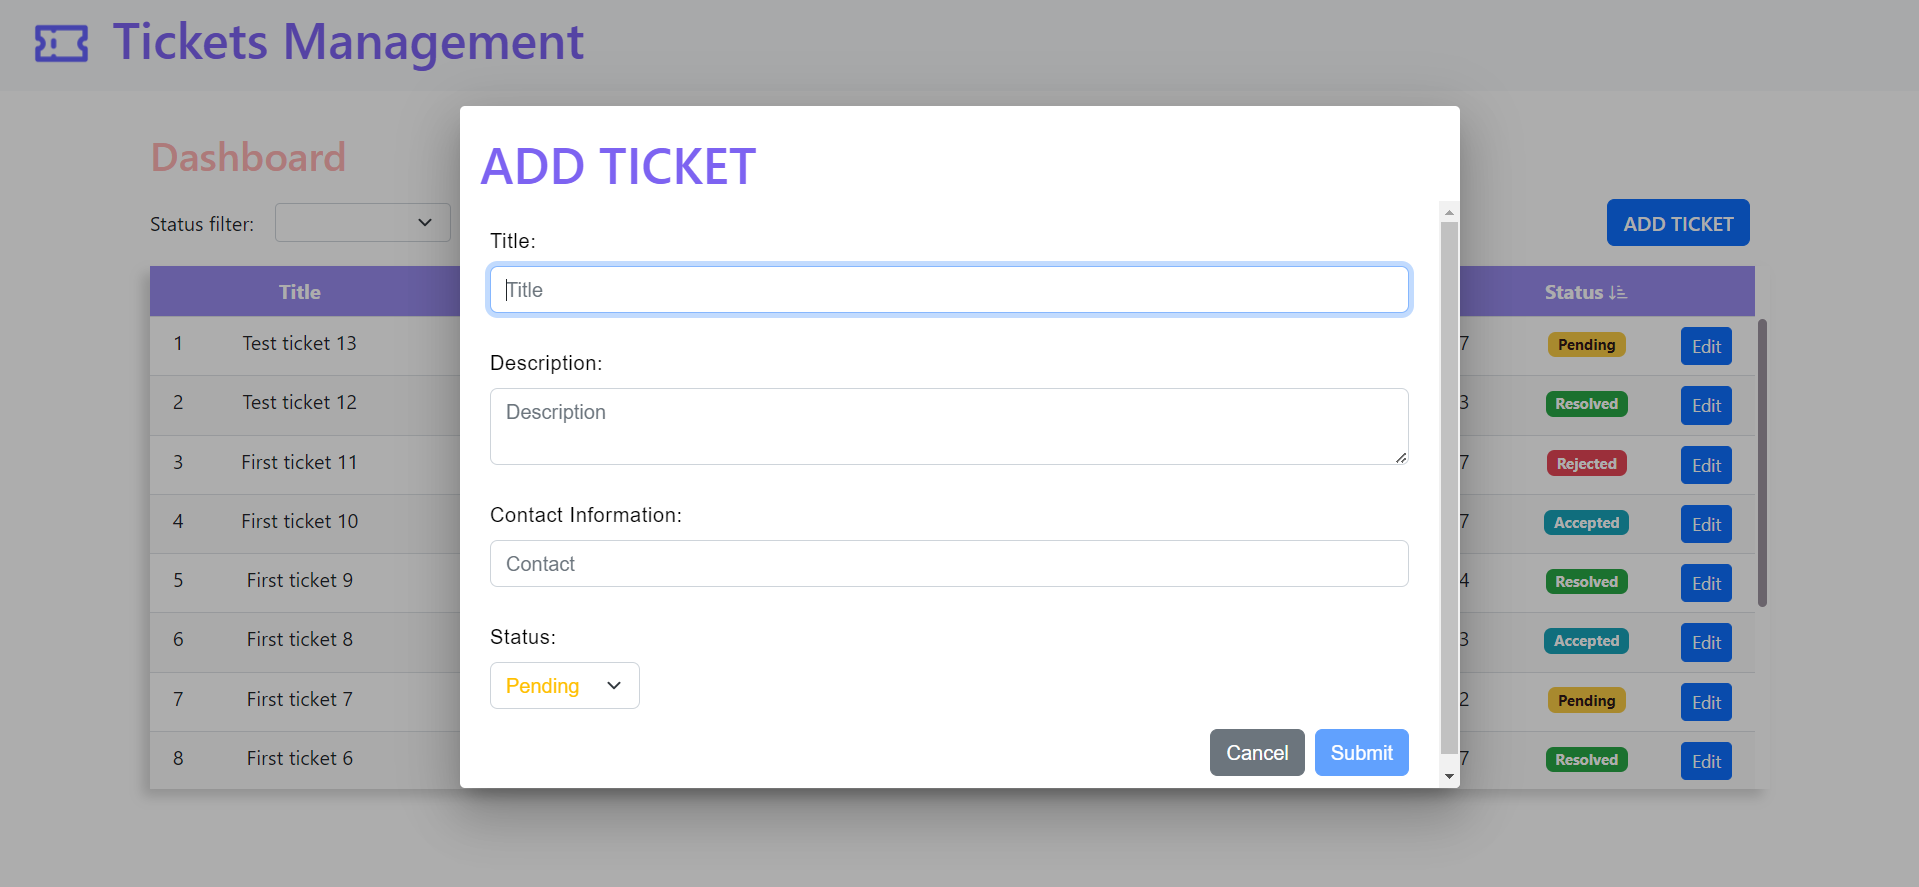 Tickets Management
Dashboard
Status filter:
ADD TICKET
Title Status
1 Test ticket 13 7 Pending Edit
2 Test ticket 12 3 Resolved Edit
3 First ticket 11 7 Rejected Edit
4 First ticket 10 7 Accepted Edit
5 First ticket 9 4 Resolved Edit
6 First ticket 8 3 Accepted Edit
7 First ticket 7 2 Pending Edit
8 First ticket 6 7 Resolved Edit
ADD TICKET
Title:
Title
Description:
Description
Contact Information:
Contact
Status:
Pending
Cancel Submit